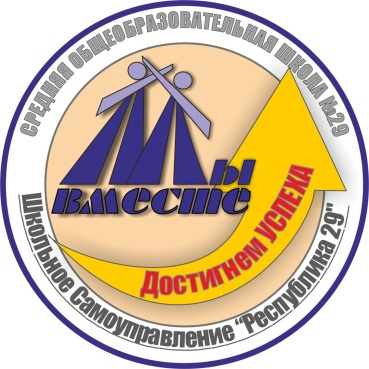 СРЕДНЯЯ ОБЩЕОБРАЗОВАТЕЛЬНАЯ ШКОЛА №29
Мы
вместе
Достигнем УСПЕХА
Школьное Самоуправление "Республика 29"